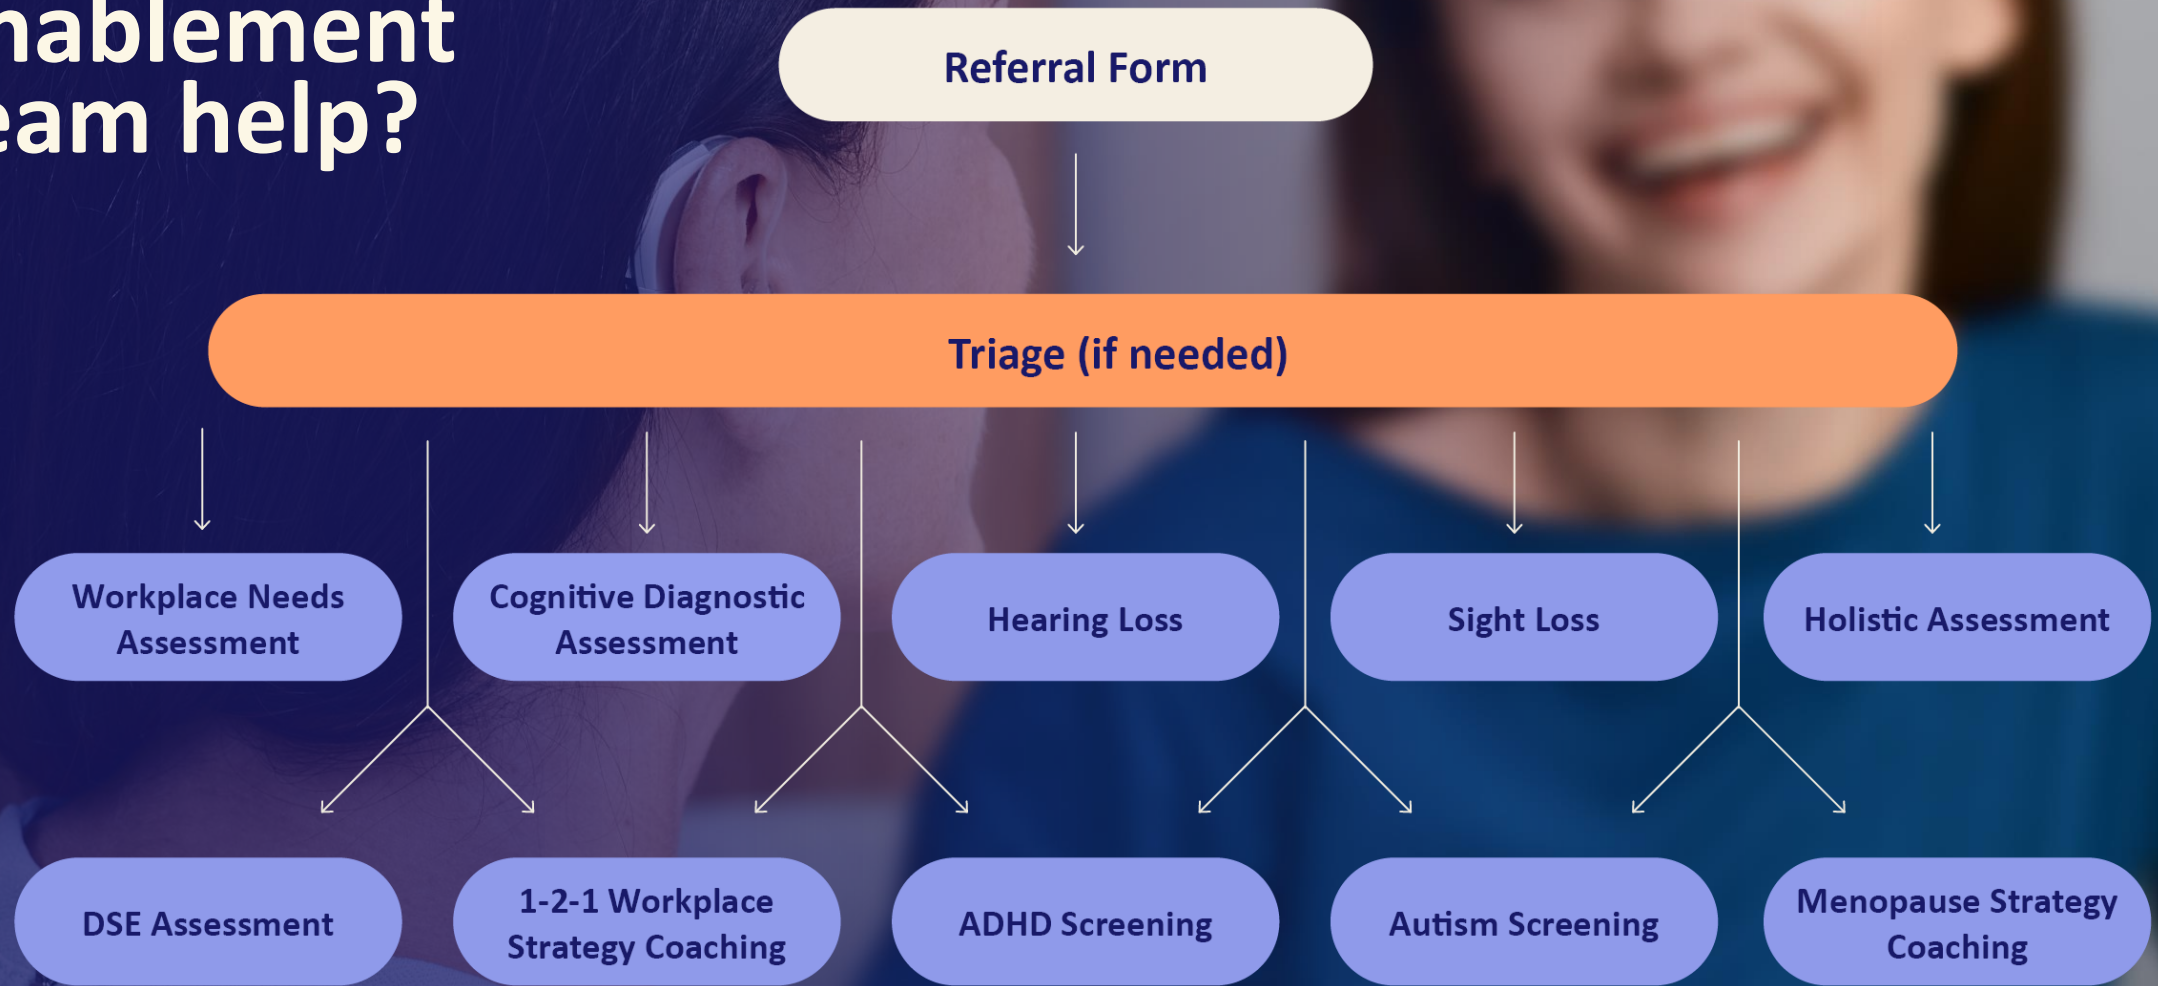 nablement
eam help?
Referral Form
Triage (if needed)
Workplace Needs
Assessment
Cognitive Diagnostic
Assessment
Hearing Loss
Sight Loss
Holistic Assessment
DSE Assessment
1-2-1 Workplace
Strategy Coaching
ADHD Screening
Autism Screening
Menopause Strategy
Coaching